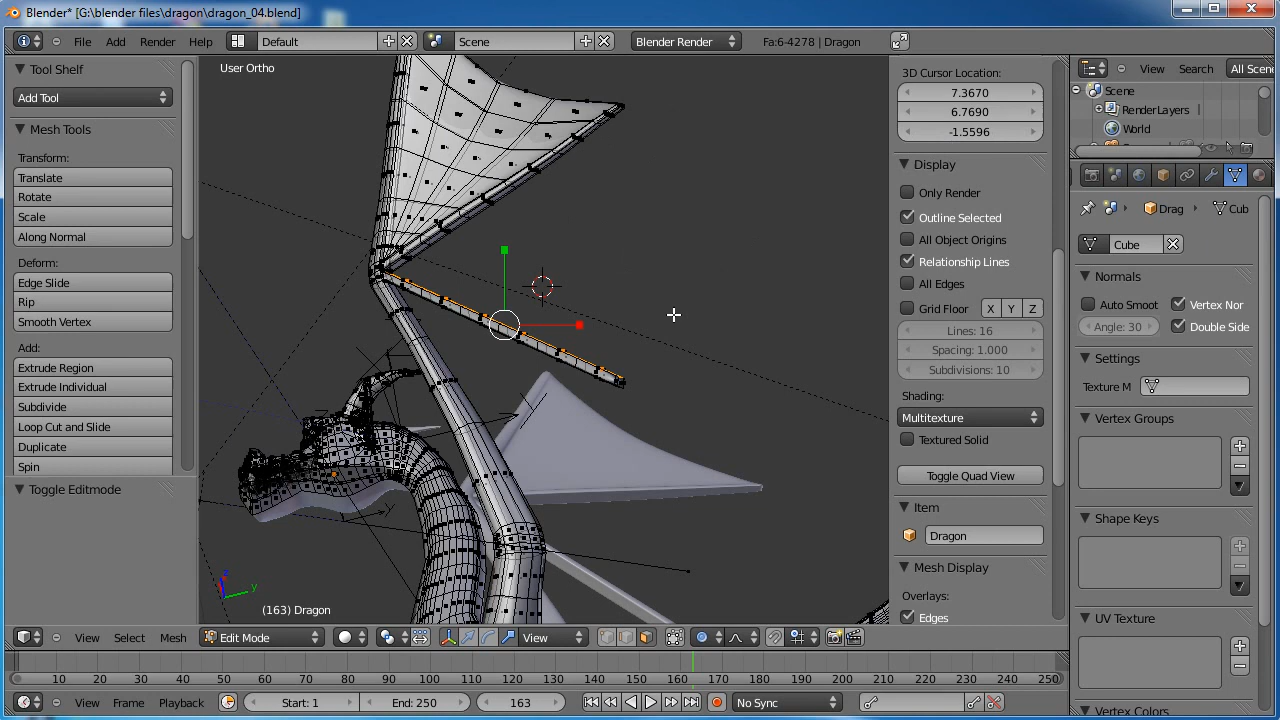 Blender* [G:\blender files\dragon\dragon_04.blend]
File Add Render Help Default Scene Blender Render Fa:6-4278 | Dragon
View Search All Scene
Tool Shelf
Add Tool
Mesh Tools
Transform:
Translate
Rotate
Scale
Along Normal
Deform:
Edge Slide
Rip
Smooth Vertex
Add:
Extrude Region
Extrude Individual
Subdivide
Loop Cut and Slide
Duplicate
Spin
Toggle Editmode
User Ortho
y
z
y
(163) Dragon
3D Cursor Location:
7.3670
6.7690
-1.5596
Display
Only Render
Outline Selected
All Object Origins
Relationship Lines
All Edges
Grid Floor X Y Z
Lines: 16
Spacing: 1.000
Subdivisions: 10
Shading:
Multitexture
Textured Solid
Toggle Quad View
Item
Dragon
Mesh Display
Overlays:
Edges
Scene
RenderLayers
World
Drag Cub
Cube
Normals
Auto Smoot Vertex Nor
Angle: 30 Double Side
Settings
Texture M
Vertex Groups
Shape Keys
UV Texture
Vertex Colors
View Select Mesh Edit Mode View
10 20 30 40 50 60 70 80 90 100 110 120 130 140 150 160 170 180 190 200 210 220 230 240 250
View Marker Frame Playback Start: 1 End: 250 163 No Sync